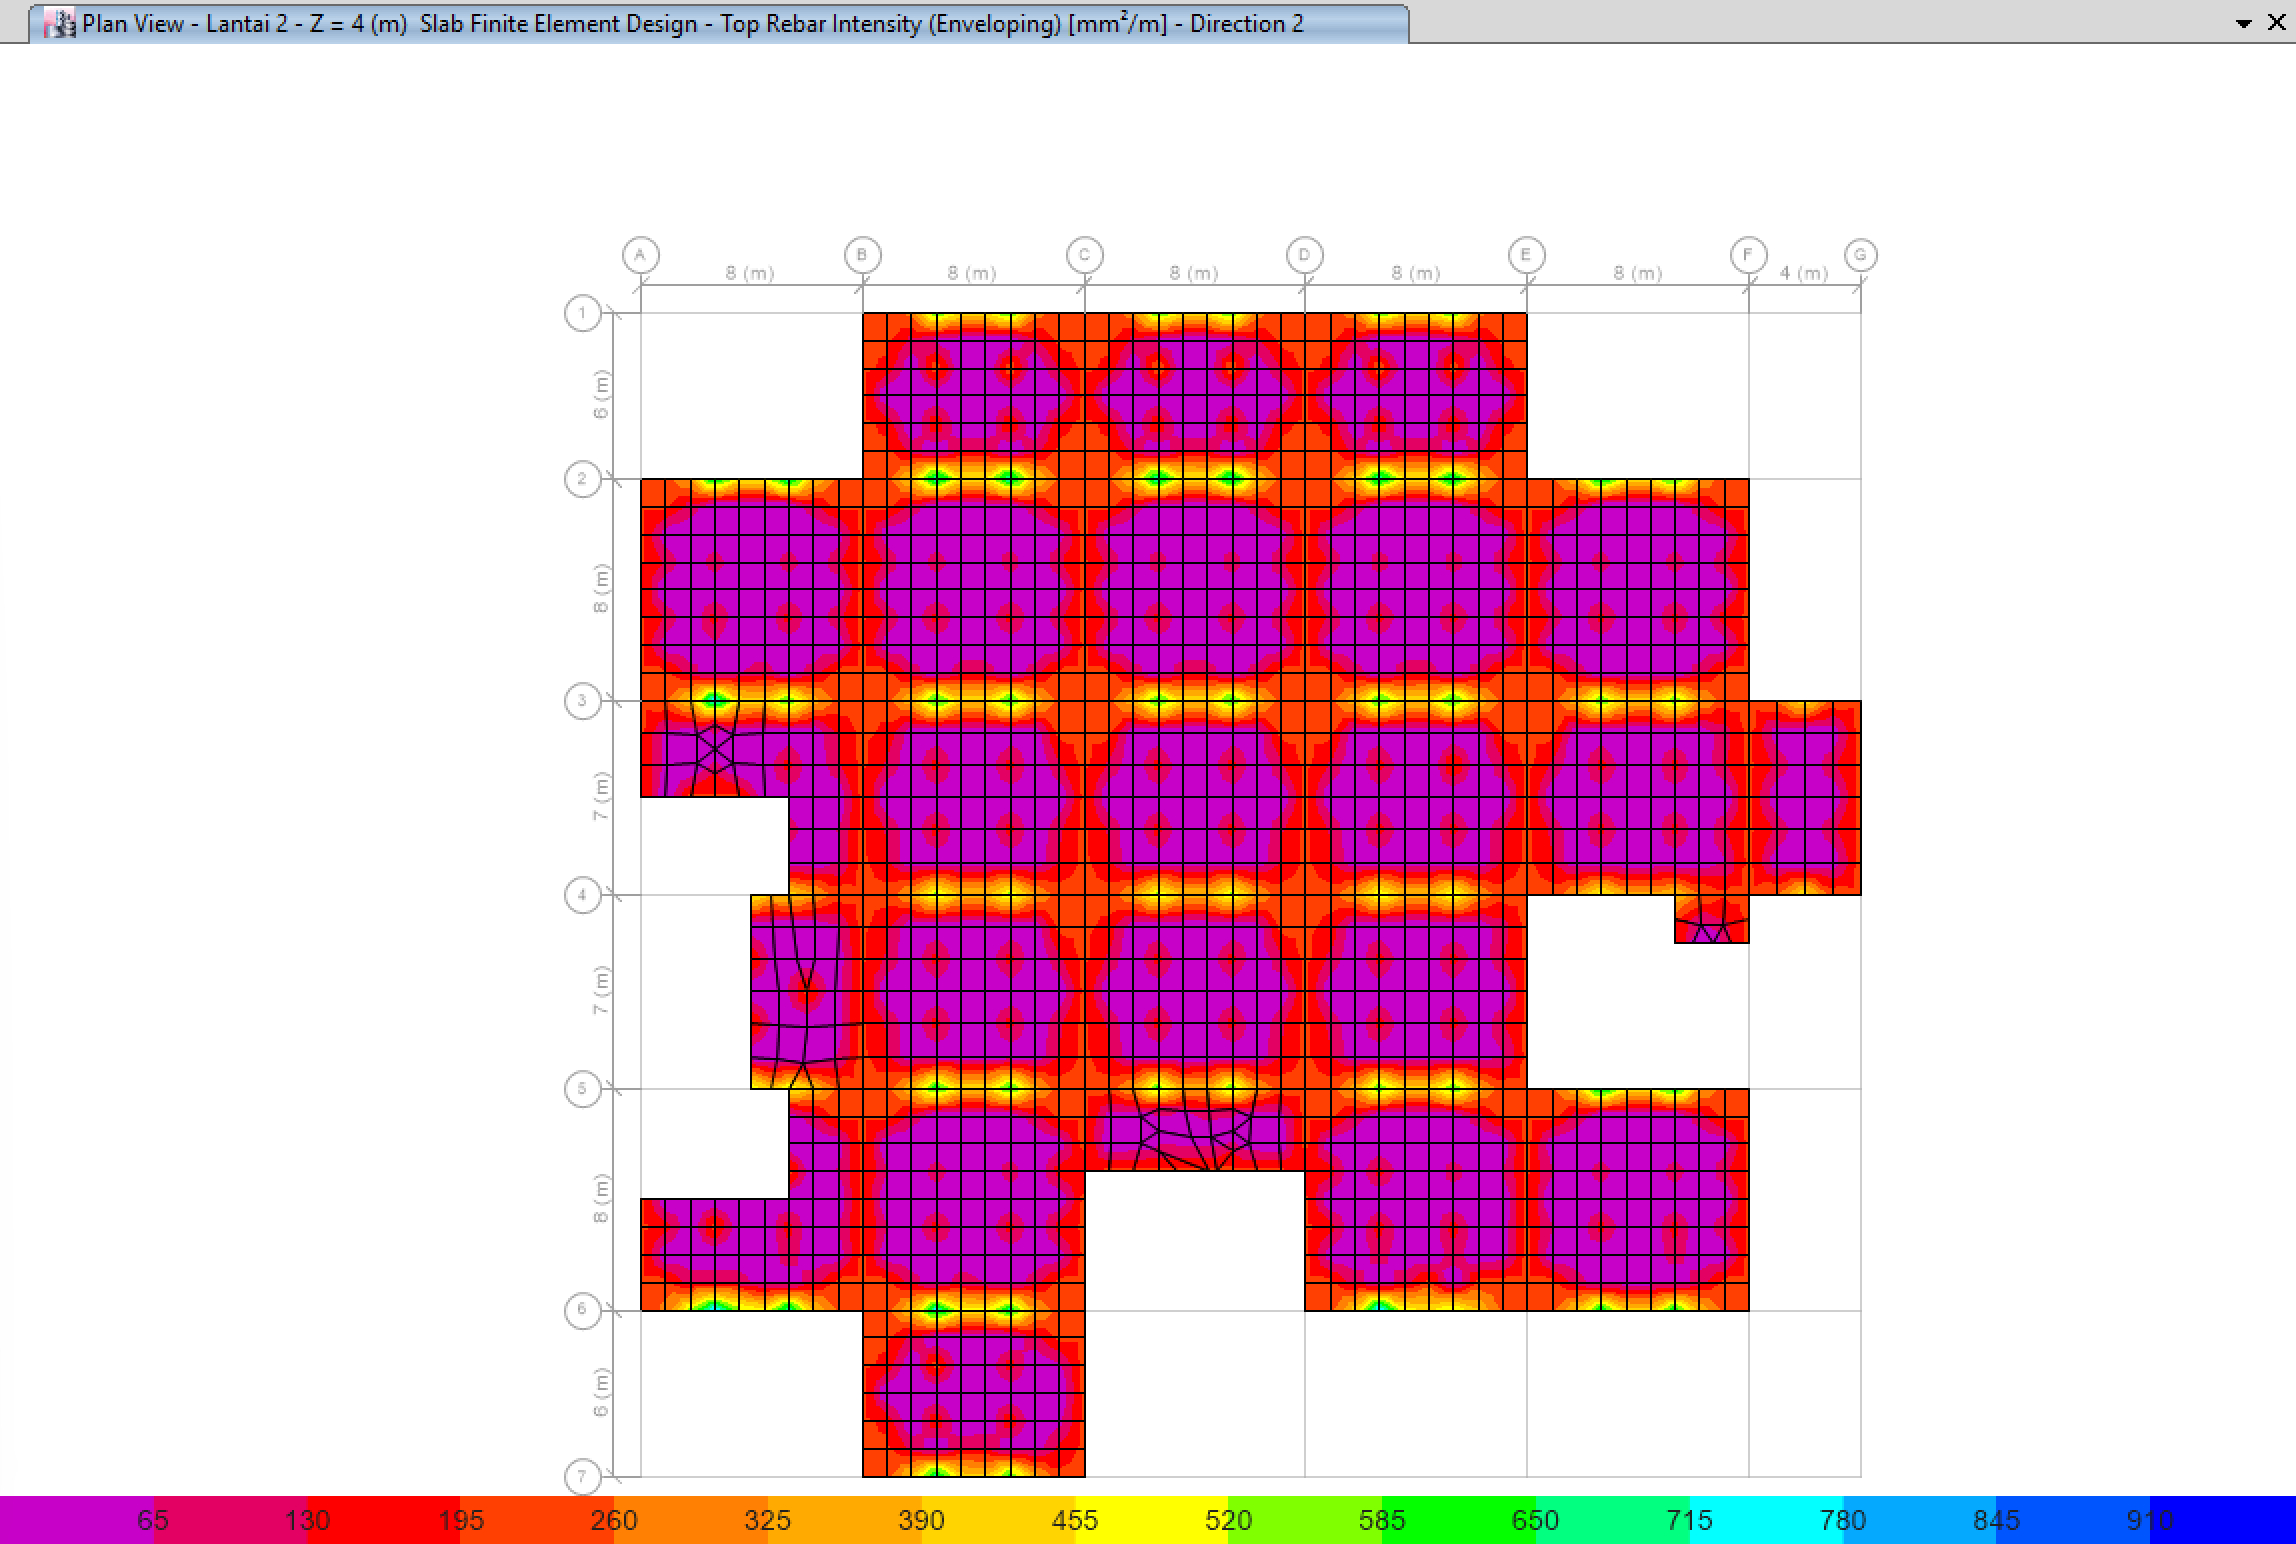 Plan View - Lantai 2 - Z = 4 (m)  Slab Finite Element Design - Top Rebar Intensity (Enveloping) [mm²/m] - Direction 2
A B C D E F G
8 (m) 8 (m) 8 (m) 8 (m) 8 (m) 4 (m)
1
6 (m)
2
8 (m)
3
7 (m)
4
7 (m)
5
8 (m)
6
6 (m)
7
65 130 195 260 325 390 455 520 585 650 715 780 845 910